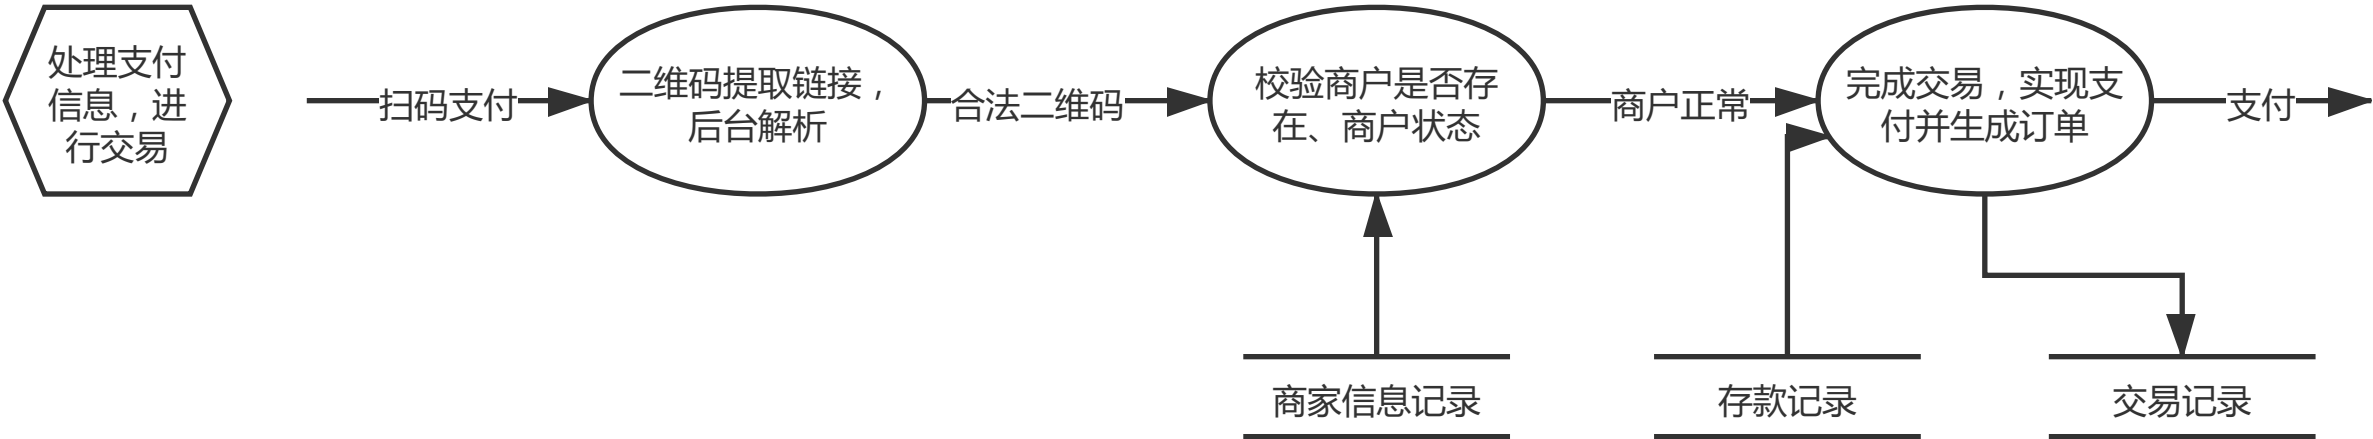 处理支付
信息，进
行交易
扫码支付
二维码提取链接，
后台解析
合法二维码
校验商户是否存
在、商户状态
商户正常
完成交易，实现支
付并生成订单
支付
商家信息记录
存款记录
交易记录